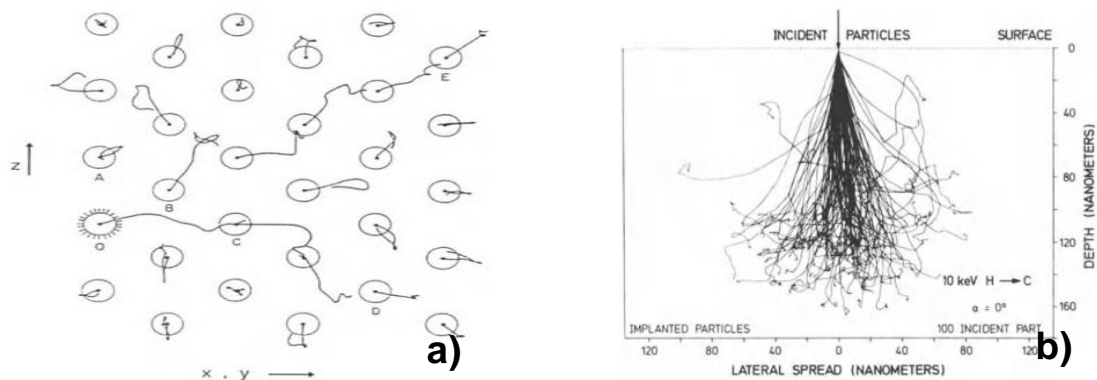 E
z
A
B
O
C
D
x , y
a)
INCIDENT PARTICLES SURFACE
0
40
80
120
160
DEPTH (NANOMETERS)
10 keV H → C
α = 0°
IMPLANTED PARTICLES 100 INCIDENT PART
120 80 40 0 40 80 120
LATERAL SPREAD (NANOMETERS)
b)